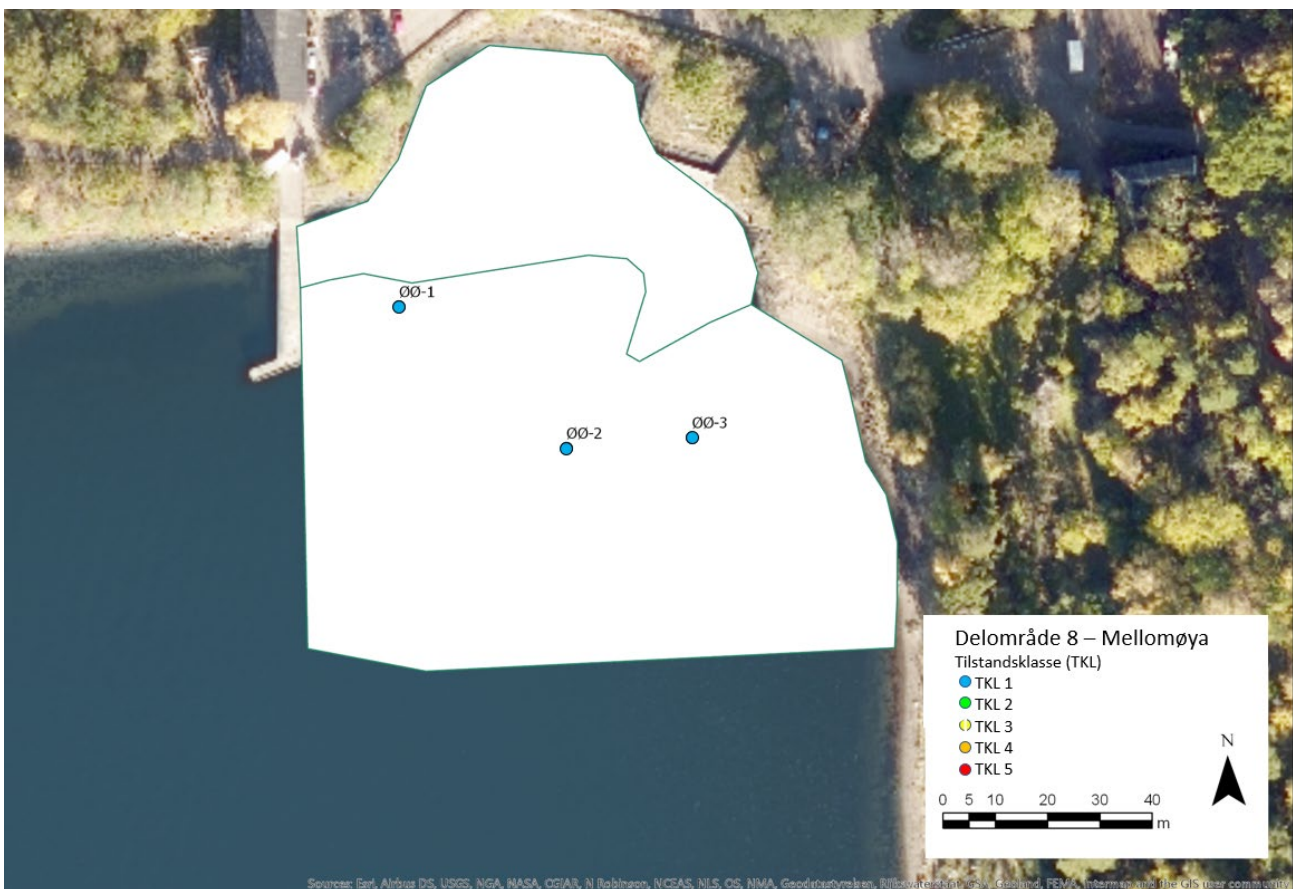 ØØ-1
ØØ-2
ØØ-3
Delområde 8 – Mellomøya
Tilstandsklasse (TKL)
TKL 1
TKL 2
TKL 3
TKL 4
TKL 5
N
0 5 10 20 30 40
m
Sources: Esri, Airbus DS, USGS, NGA, NASA, CGIAR, N Robinson, NCEAS, NLS, OS, NMA, Geodatastyrelsen, Rijkswaterstaat, GSA, Geoland, FEMA, Intermap and the GIS user community